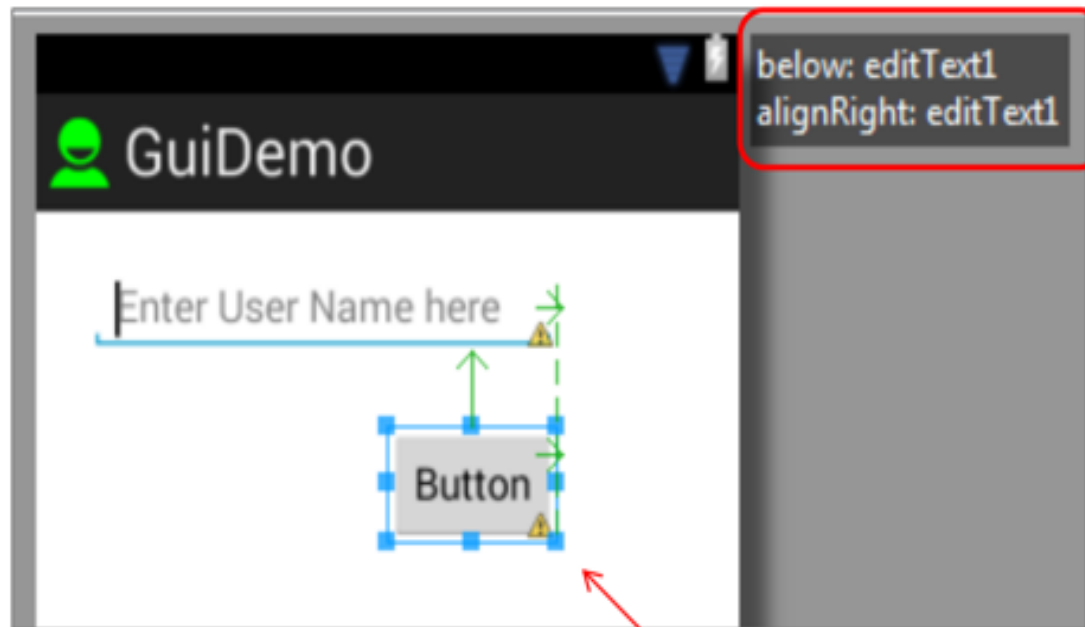 below: editText1
alignRight: editText1
GuiDemo
Enter User Name here
Button